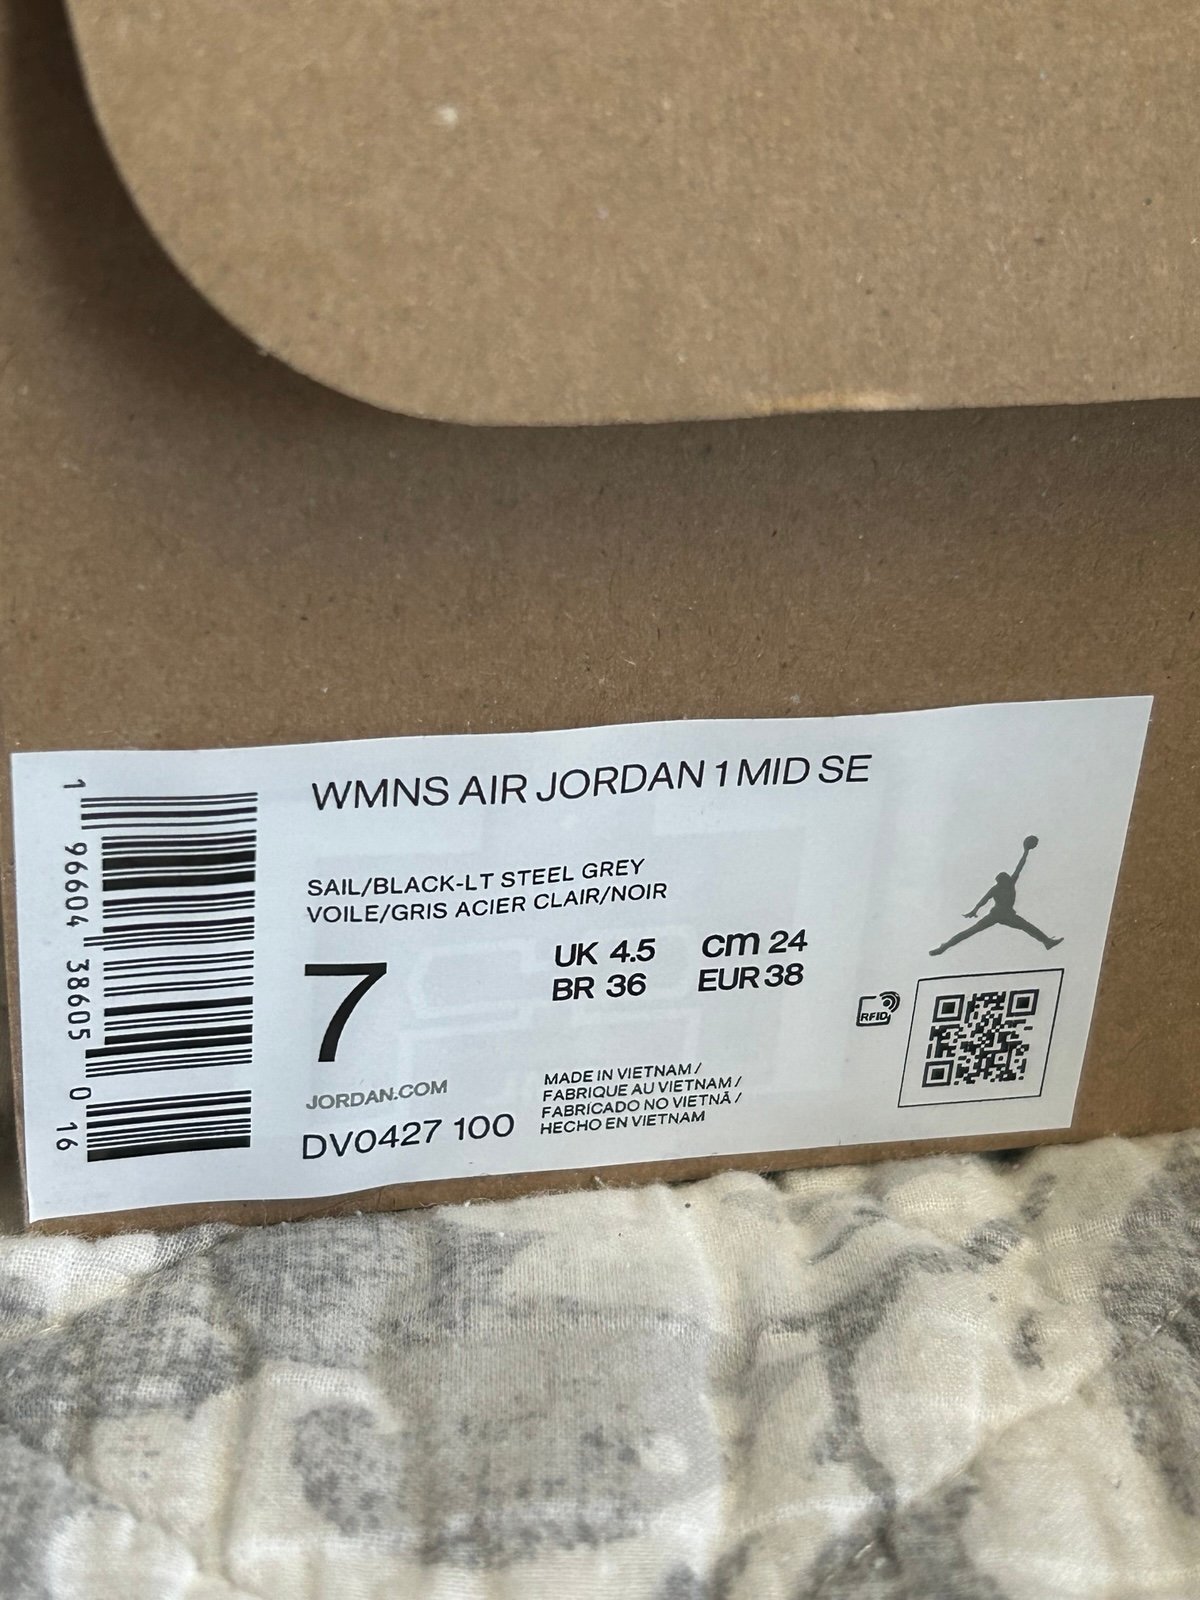 WMNS AIR JORDAN 1 MID SE
SAIL/BLACK-LT STEEL GREY
VOILE/GRIS ACIER CLAIR/NOIR
7
UK 4.5 cm 24
BR 36 EUR 38
RFID
JORDAN.COM
DV0427 100
MADE IN VIETNAM /
FABRIQUE AU VIETNAM /
FABRICADO NO VIETNÃ /
HECHO EN VIETNAM
1 96604 38605 0 16